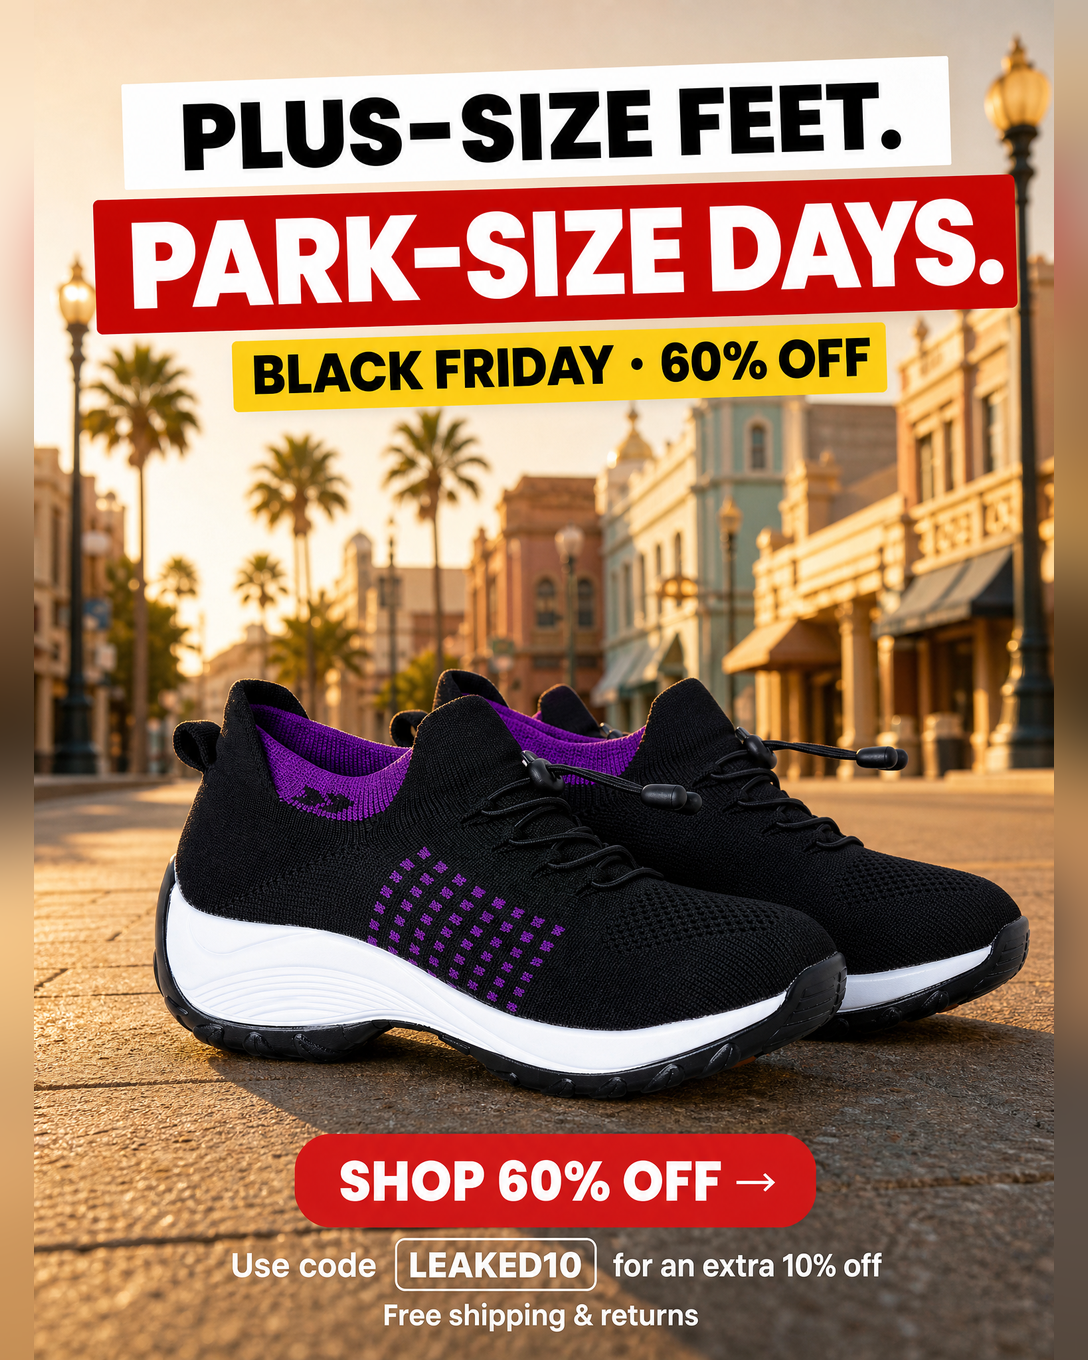 PLUS-SIZE FEET.
PARK-SIZE DAYS.
BLACK FRIDAY • 60% OFF
SHOP 60% OFF →
Use code LEAKED10 for an extra 10% off
Free shipping & returns